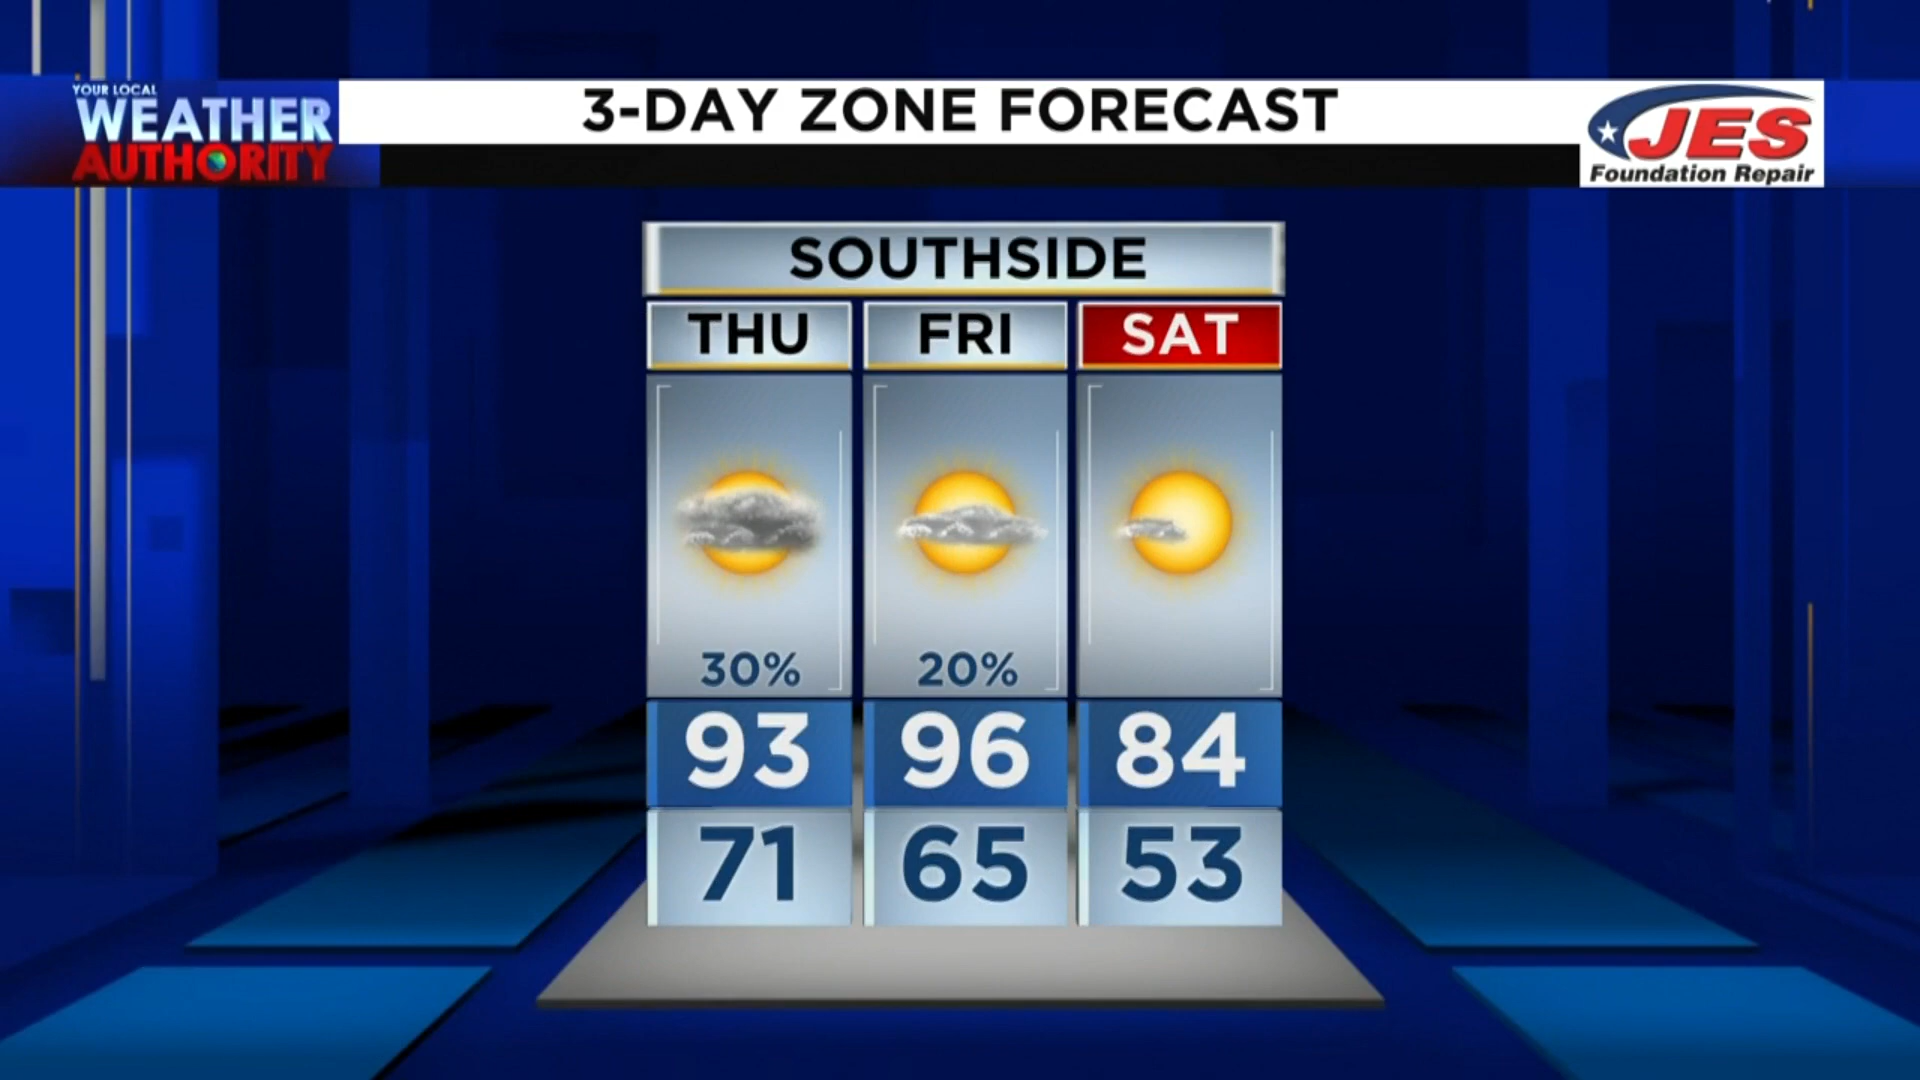 YOUR LOCAL
WEATHER
AUTHORITY
3-DAY ZONE FORECAST
JES
Foundation Repair
SOUTHSIDE
THU FRI SAT
30% 20%
93 96 84
71 65 53